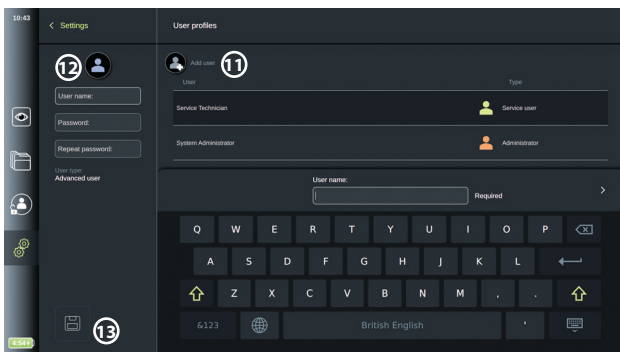 10:43
Settings
User profiles
12
Add user
11
User
Type
User name:
Service Technician
Service user
Password:
Repeat password:
System Administrator
Administrator
User type:
Advanced user
User name:
Required
Q W E R T Y U I O P
A S D F G H J K L
Z X C V B N M , .
&123
British English
'
13
4:54